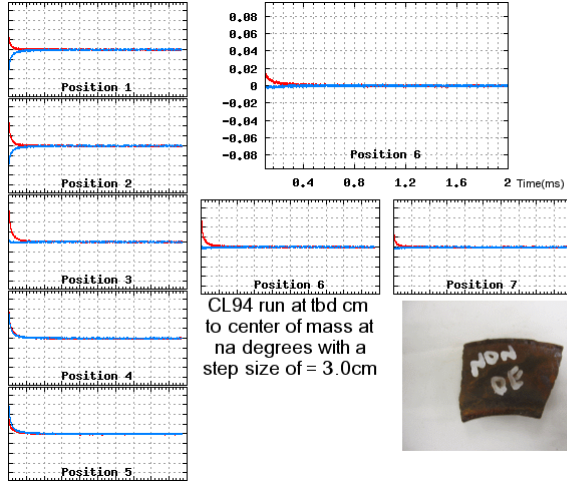 Position 1
Position 2
Position 3
Position 4
Position 5
0.08
0.06
0.04
0.02
0
-0.02
-0.04
-0.06
-0.08
Position 6
0.4 0.8 1.2 1.6 2 Time(ms)
Position 6
Position 7
CL94 run at tbd cm
to center of mass at
na degrees with a
step size of = 3.0cm
NON
DE